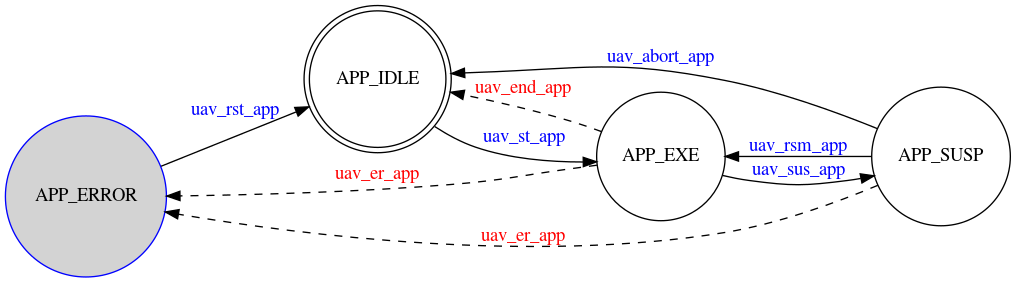 APP_IDLE
uav_abort_app
uav_end_app
uav_rst_app
uav_st_app
uav_rsm_app
APP_EXE
APP_SUSP
uav_sus_app
uav_er_app
APP_ERROR
uav_er_app